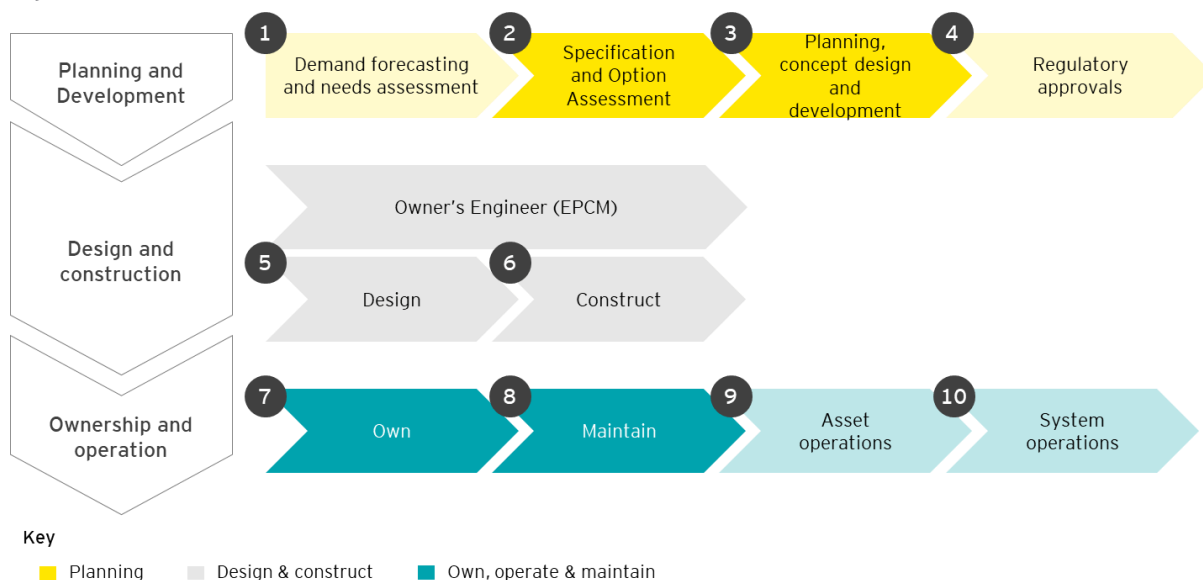 Planning and
Development
1
Demand forecasting
and needs assessment
2
Specification
and Option
Assessment
3
Planning,
concept design
and
development
4
Regulatory
approvals
Design and
construction
Owner's Engineer (EPCM)
5
Design
6
Construct
Ownership and
operation
7
Own
8
Maintain
9
Asset
operations
10
System
operations
Key
Planning
Design & construct
Own, operate & maintain